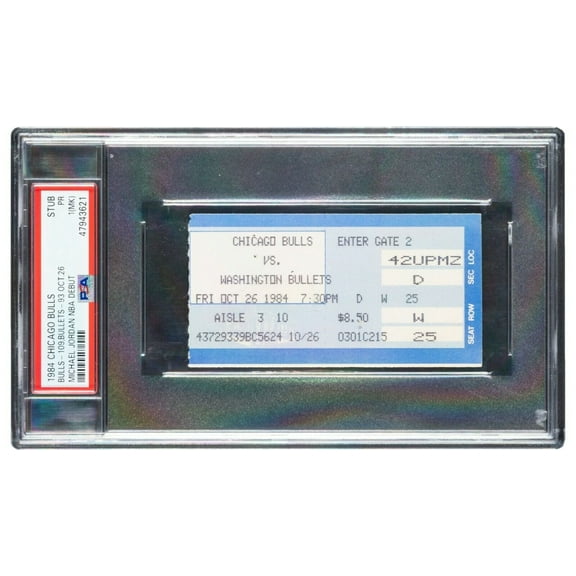 1984 CHICAGO BULLS
BULLS - 109, BULLETS - 93 OCT.26
MICHAEL JORDAN NBA DEBUT
PSA
STUB
PR
1(MK)
47943621
CHICAGO BULLS
VS.
WASHINGTON BULLETS
FRI OCT 26 1984 7:30PM
AISLE 3 10
43729339BC5624 10/26
ENTER GATE 2
D W 25
$8.50
0301C215
42UPMZ
D
W
25
SEC LOC
SEAT ROW